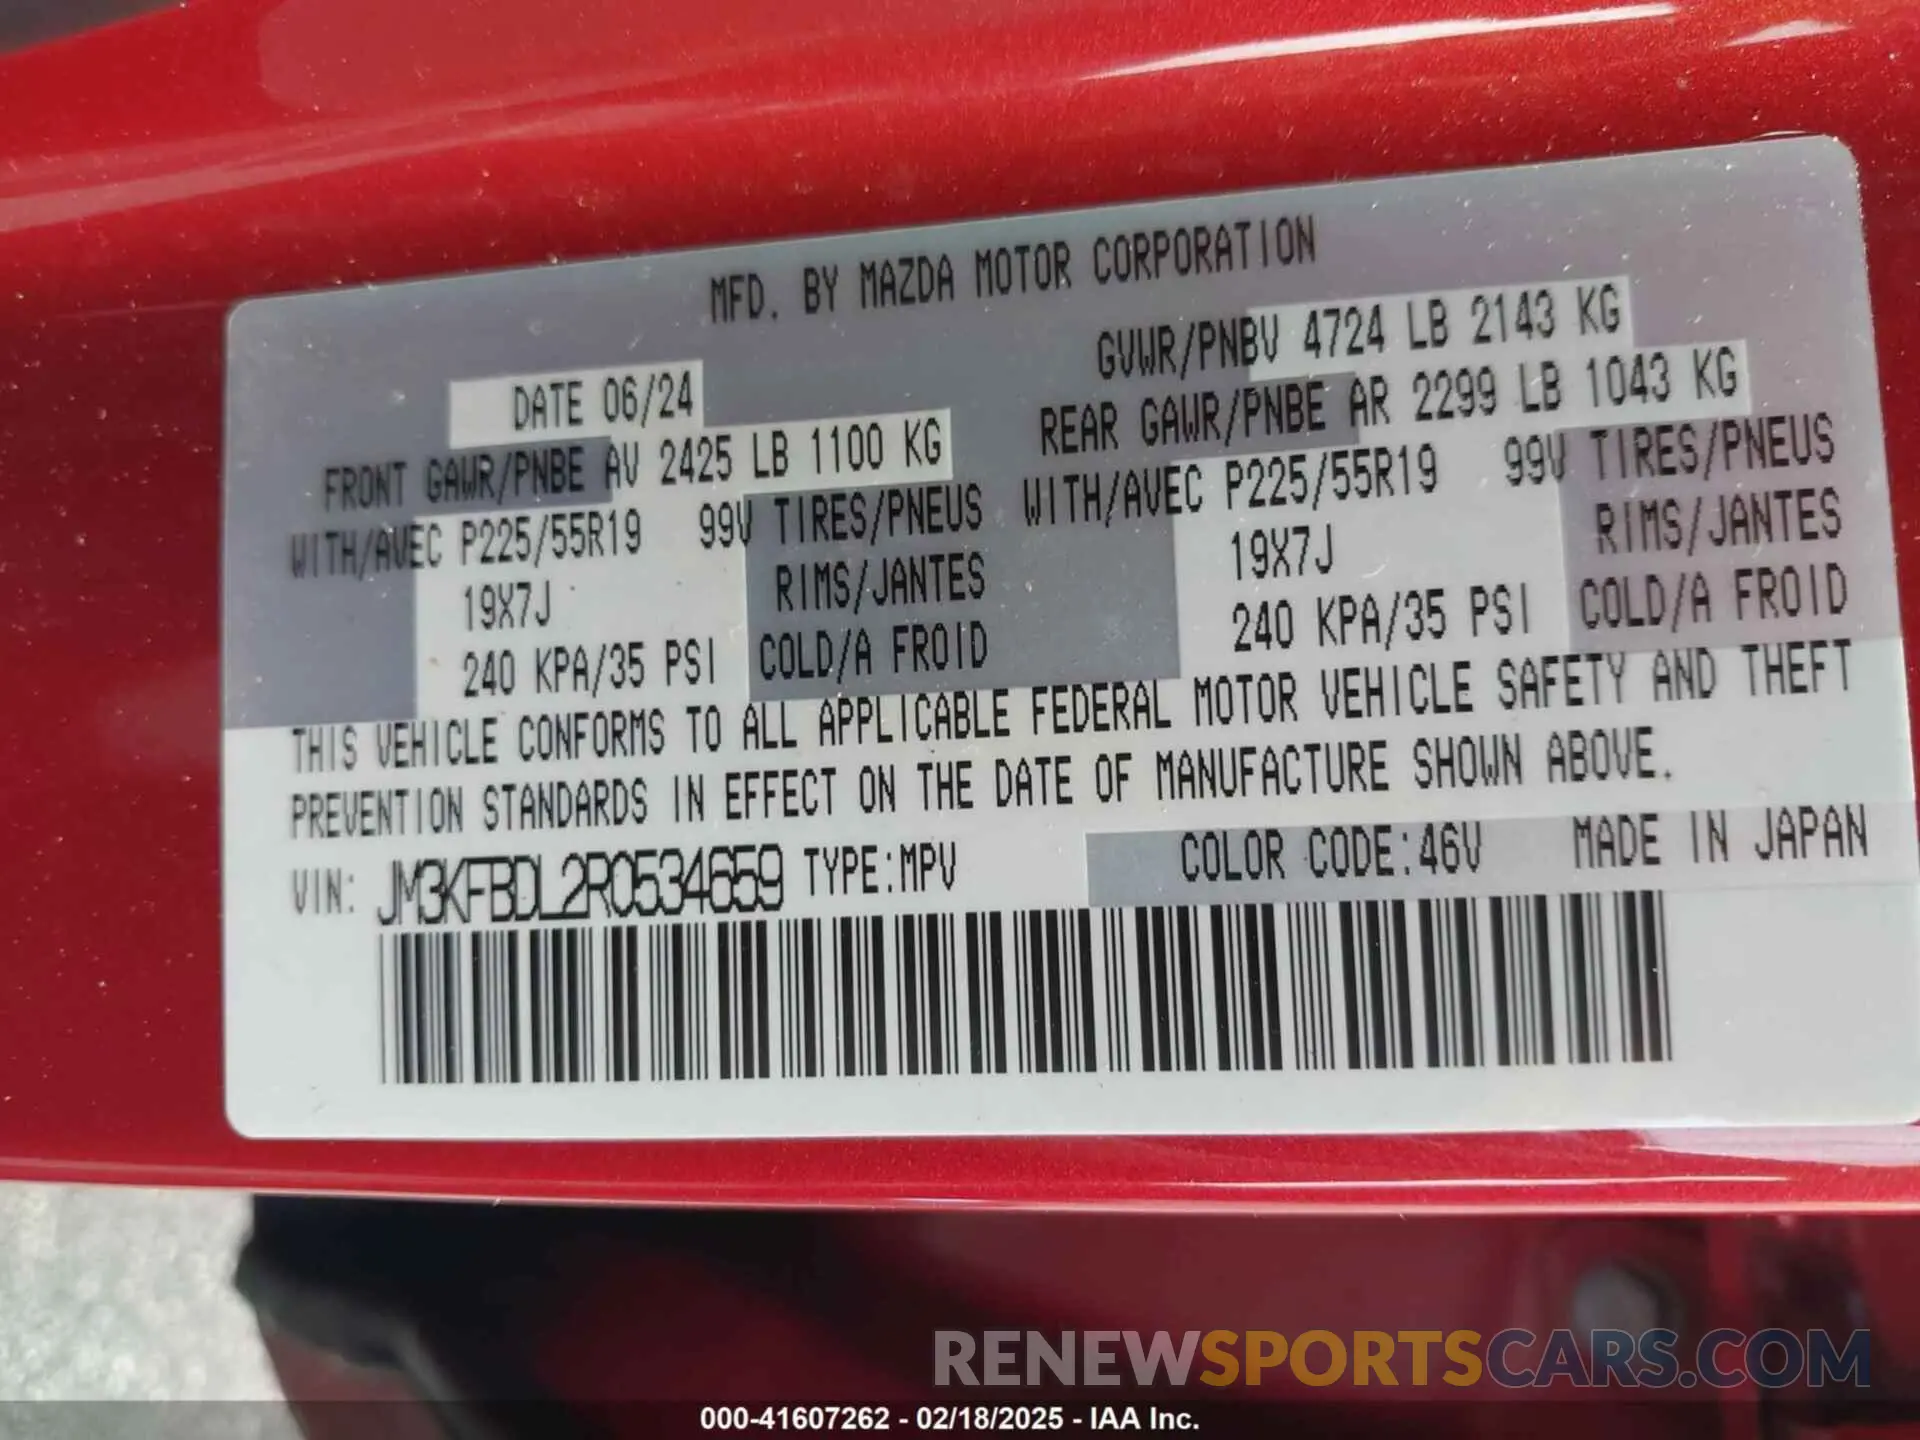 MFD. BY MAZDA MOTOR CORPORATION
DATE 06/24
GVWR/PNBV 4724 LB 2143 KG
FRONT GAWR/PNBE AV 2425 LB 1100 KG
REAR GAWR/PNBE AR 2299 LB 1043 KG
WITH/AVEC P225/55R19 99V TIRES/PNEUS
WITH/AVEC P225/55R19 99V TIRES/PNEUS
19X7J RIMS/JANTES
19X7J RIMS/JANTES
240 KPA/35 PSI COLD/A FROID
240 KPA/35 PSI COLD/A FROID
THIS VEHICLE CONFORMS TO ALL APPLICABLE FEDERAL MOTOR VEHICLE SAFETY AND THEFT
PREVENTION STANDARDS IN EFFECT ON THE DATE OF MANUFACTURE SHOWN ABOVE.
VIN: JM3KFBDL2R0534659 TYPE:MPV COLOR CODE:46V MADE IN JAPAN
RENEWSPORTSCARS.COM
000-41607262 - 02/18/2025 - IAA Inc.